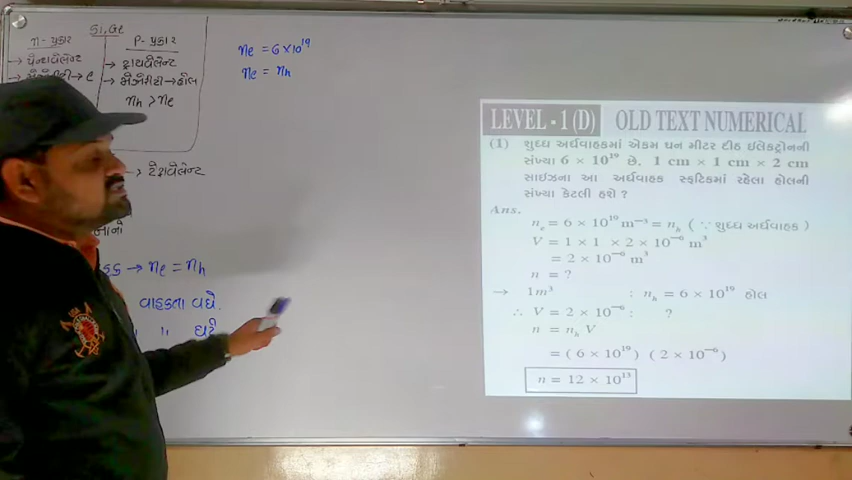 Si, Ge
n- પ્રકાર
P- પ્રકાર
→ પેન્ટાવેલેન્ટ
→ ટ્રાયવેલેન્ટ
→ e
→ મેજોરીટી → હોલ
nh > ne
→ ટેટ્રાવેલેન્ટ
→ ne = nh
વાહકતા વધે.
" " ઘટે
ne = 6 × 10¹⁹
ne = nh
LEVEL - 1 (D) OLD TEXT NUMERICAL
(1) શુધ્ધ અર્ધવાહકમાં એકમ ઘન મીટર દીઠ ઈલેક્ટ્રોનની
સંખ્યા 6 × 10¹⁹ છે. 1 cm × 1 cm × 2 cm
સાઇઝના આ અર્ધવાહક સ્ફટિકમાં રહેલા હોલની
સંખ્યા કેટલી હશે ?
Ans.
nₑ = 6 × 10¹⁹ m⁻³ = nₕ ( ∵ શુધ્ધ અર્ધવાહક )
V = 1 × 1 × 2 × 10⁻⁶ m³
= 2 × 10⁻⁶ m³
n = ?
→ 1m³ : nₕ = 6 × 10¹⁹ હોલ
∴ V = 2 × 10⁻⁶ : ?
n = nₕ V
= ( 6 × 10¹⁹ ) ( 2 × 10⁻⁶ )
n = 12 × 10¹³